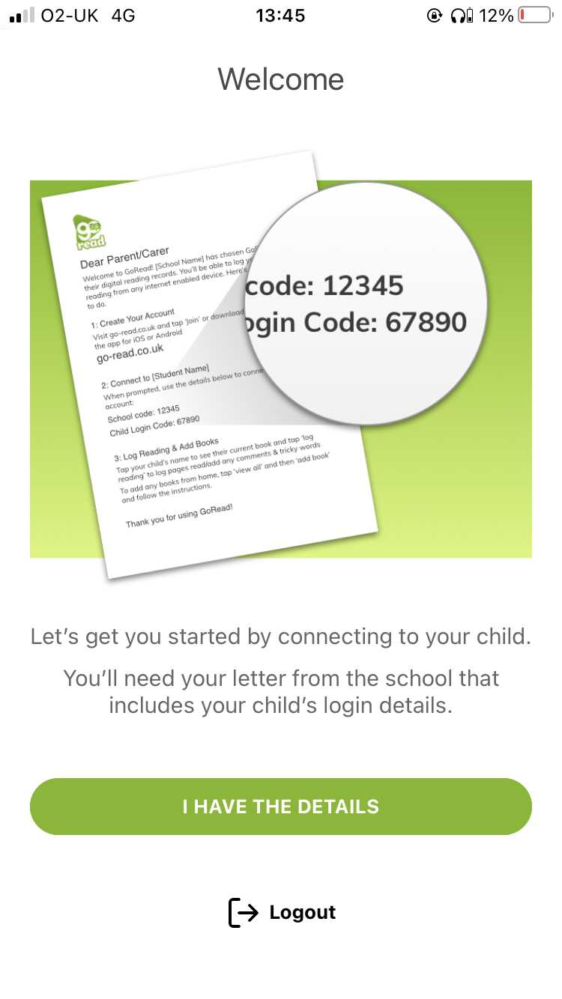 O2-UK 4G 13:45 12%
Welcome
go
read
Dear Parent/Carer
Welcome to GoRead! [School Name] has chosen
their digital reading records. You'll be able to log
reading from any internet enabled device. Here's
to do.
1: Create Your Account
Visit go-read.co.uk and tap 'Join' or download
the app for iOS or Android
go-read.co.uk
2: Connect to [Student Name]
When prompted, use the details below to
account:
School code: 12345
Child Login Code: 67890
3: Log Reading & Add Books
Tap your child's name to see their current book and tap 'log
reading' to log pages read/add any comments & tricky words
To add any books from home, tap 'view all' and then 'add book'
and follow the instructions.
Thank you for using GoRead!
code: 12345
ogin Code: 67890
Let's get you started by connecting to your child.
You'll need your letter from the school that
includes your child's login details.
I HAVE THE DETAILS
Logout